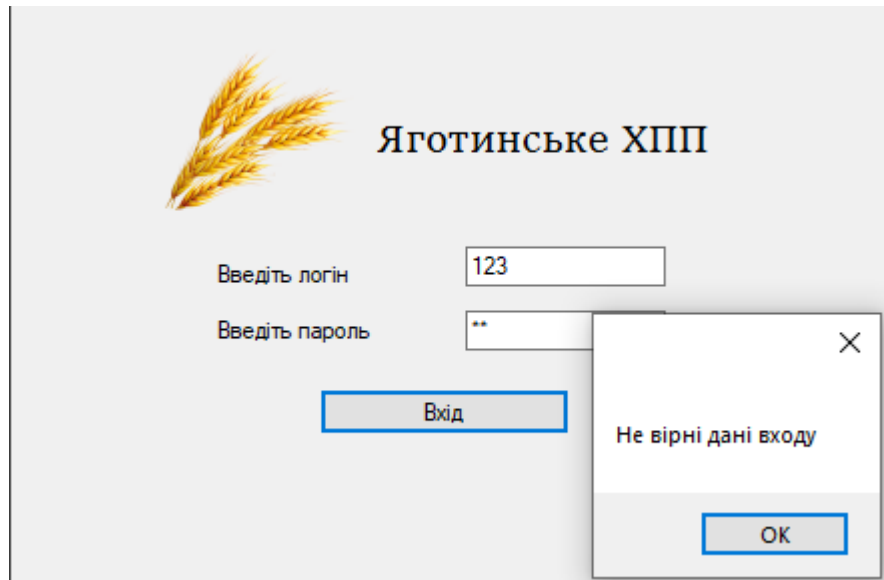 Яготинське ХПП
Введіть логін
123
Введіть пароль
**
Вхід
Не вірні дані входу
OK